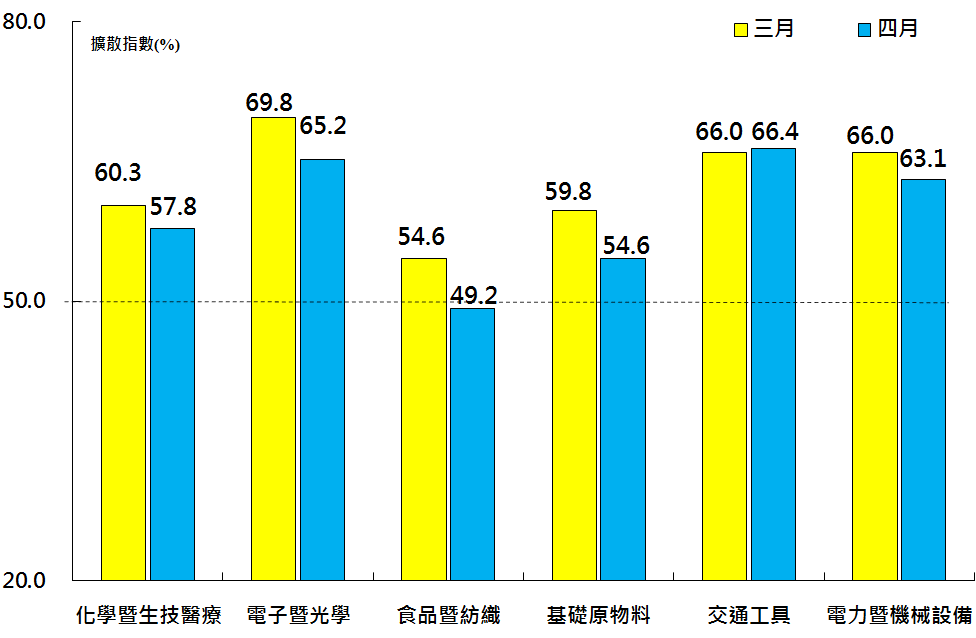 80.0
擴散指數(%)
三月
四月
69.8
65.2
60.3
57.8
54.6
49.2
59.8
54.6
66.0
66.4
66.0
63.1
50.0
20.0
化學暨生技醫療
電子暨光學
食品暨紡織
基礎原物料
交通工具
電力暨機械設備